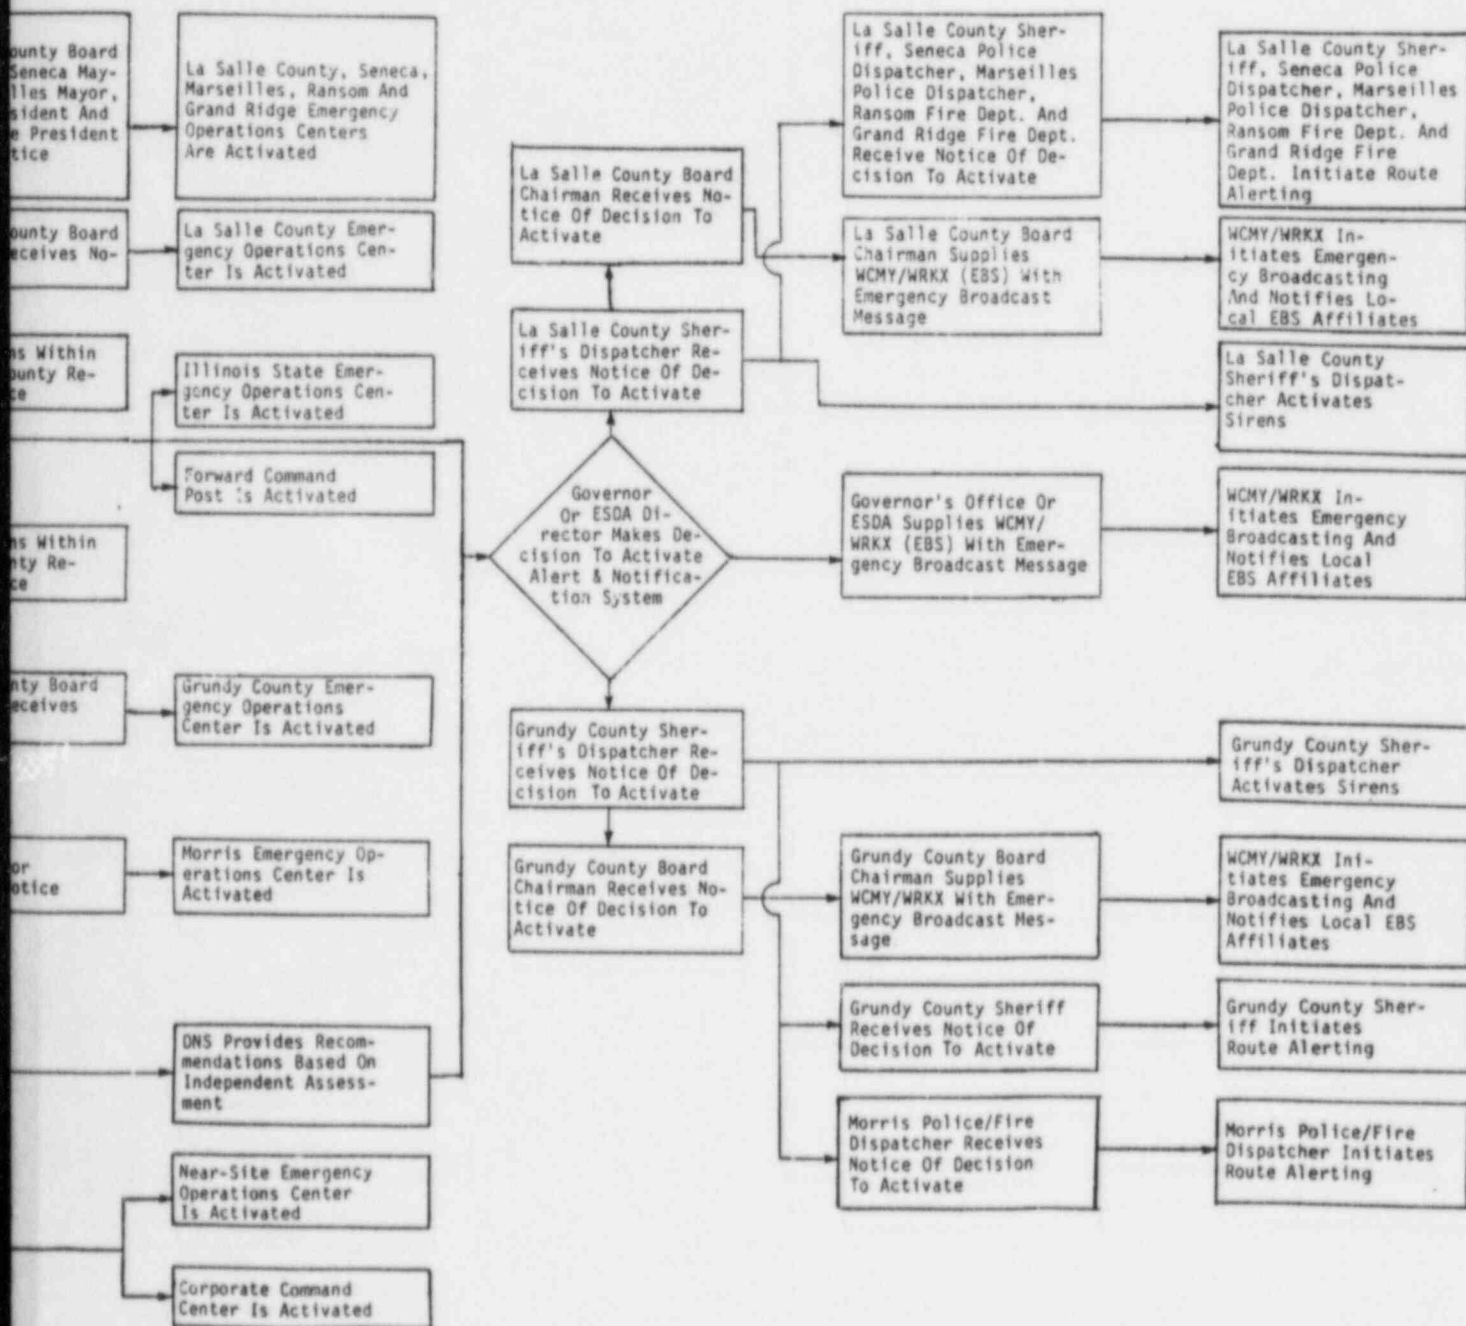 ounty Board
Seneca May-
lles Mayor,
sident And
e President
tice
La Salle County, Seneca,
Marseilles, Ransom And
Grand Ridge Emergency
Operations Centers
Are Activated
ounty Board
eceives No-
La Salle County Emer-
gency Operations Cen-
ter Is Activated
ns Within
ounty Re-
ce
Illinois State Emer-
gency Operations Cen-
ter Is Activated
Forward Command
Post Is Activated
ns Within
nty Re-
ce
nty Board
eceives
Grundy County Emer-
gency Operations
Center Is Activated
or
otice
Morris Emergency Op-
erations Center Is
Activated
DNS Provides Recom-
mendations Based On
Independent Assess-
ment
Near-Site Emergency
Operations Center
Is Activated
Corporate Command
Center Is Activated
La Salle County Board
Chairman Receives No-
tice Of Decision To
Activate
La Salle County Sher-
iff's Dispatcher Re-
ceives Notice Of De-
cision To Activate
Governor
Or ESDA Di-
rector Makes De-
cision To Activate
Alert & Notifica-
tion System
Grundy County Sher-
iff's Dispatcher Re-
ceives Notice Of De-
cision To Activate
Grundy County Board
Chairman Receives No-
tice Of Decision To
Activate
La Salle County Sher-
iff, Seneca Police
Dispatcher, Marseilles
Police Dispatcher,
Ransom Fire Dept. And
Grand Ridge Fire Dept.
Receive Notice Of De-
cision To Activate
La Salle County Board
Chairman Supplies
WCMY/WRKX (EBS) With
Emergency Broadcast
Message
Governor's Office Or
ESDA Supplies WCMY/
WRKX (EBS) With Emer-
gency Broadcast Message
Grundy County Board
Chairman Supplies
WCMY/WRKX With Emer-
gency Broadcast Mes-
sage
Grundy County Sheriff
Receives Notice Of
Decision To Activate
Morris Police/Fire
Dispatcher Receives
Notice Of Decision
To Activate
La Salle County Sher-
iff, Seneca Police
Dispatcher, Marseilles
Police Dispatcher,
Ransom Fire Dept. And
Grand Ridge Fire
Dept. Initiate Route
Alerting
WCMY/WRKX In-
itiates Emergen-
cy Broadcasting
And Notifies Lo-
cal EBS Affiliates
La Salle County
Sheriff's Dispat-
cher Activates
Sirens
WCMY/WRKX In-
itiates Emergency
Broadcasting And
Notifies Local
EBS Affiliates
Grundy County Sher-
iff's Dispatcher
Activates Sirens
WCMY/WRKX Ini-
tiates Emergency
Broadcasting And
Notifies Local EBS
Affiliates
Grundy County Sher-
iff Initiates
Route Alerting
Morris Police/Fire
Dispatcher Initiates
Route Alerting